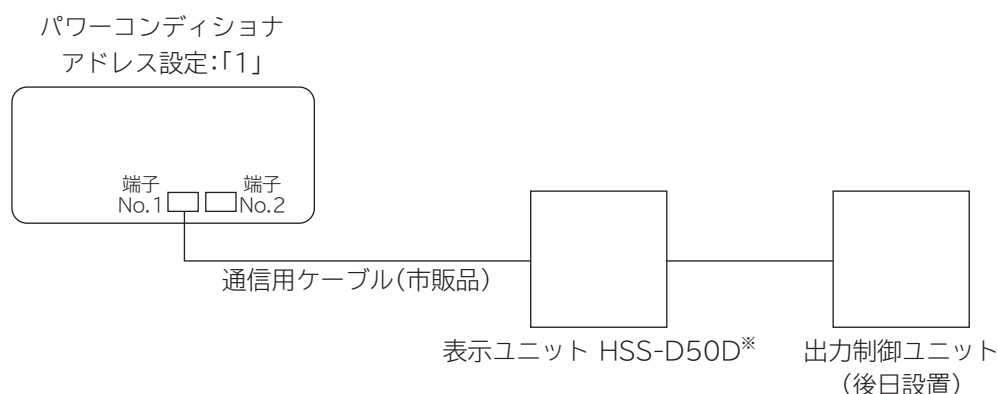 パワーコンディショナ
アドレス設定:「1」
端子
No.1
端子
No.2
通信用ケーブル(市販品)
表示ユニット HSS-D50D※
出力制御ユニット
(後日設置)